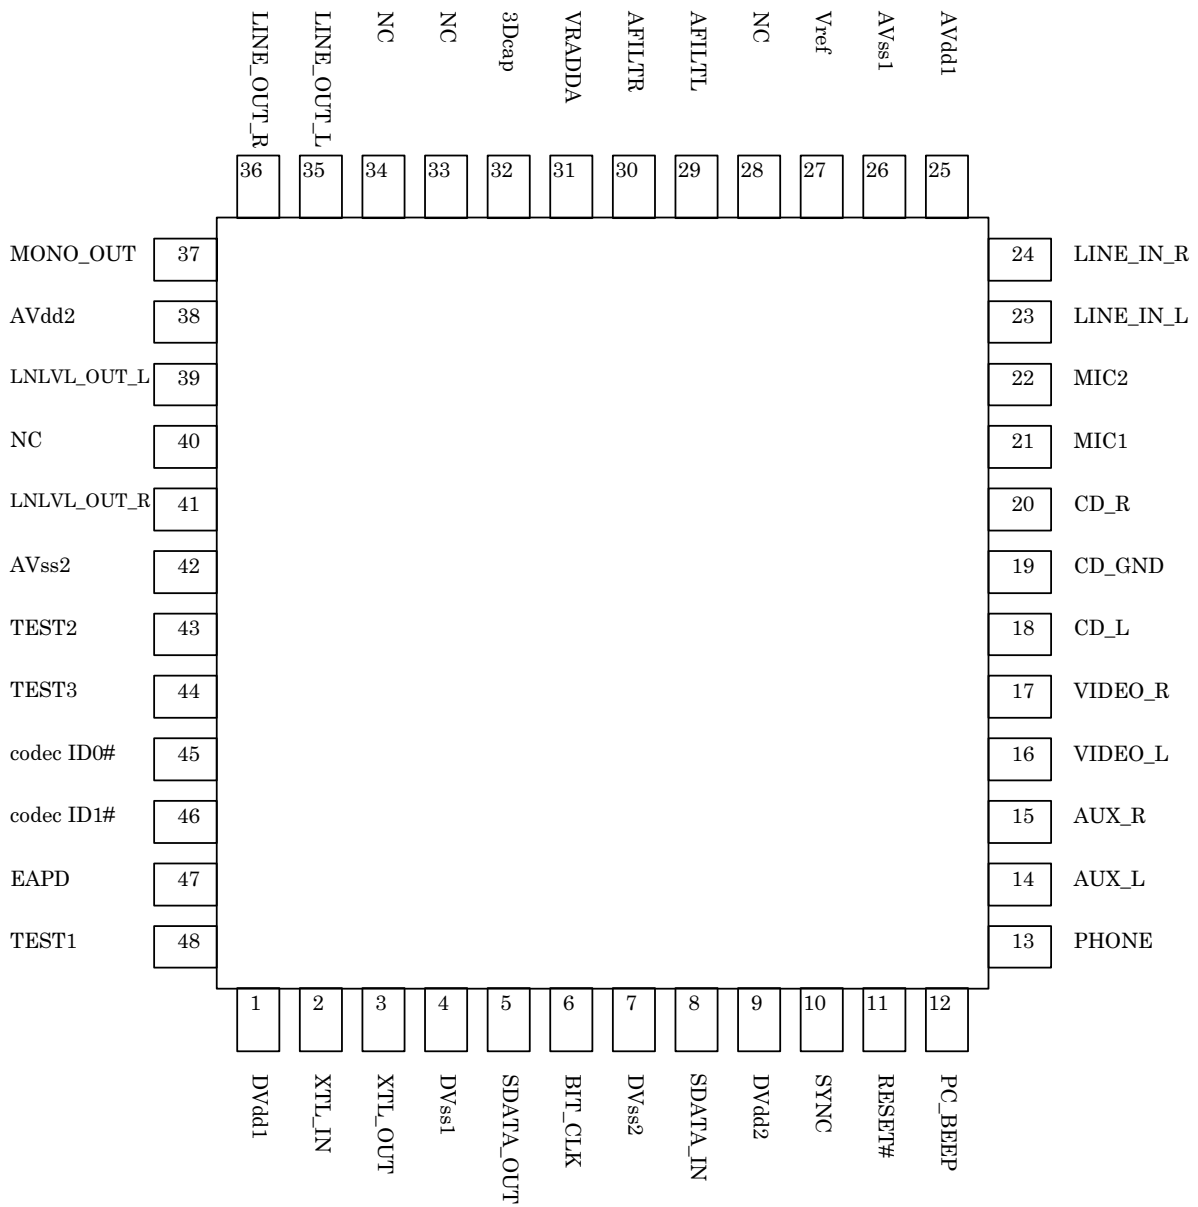 LINE_OUT_R
LINE_OUT_L
NC
NC
3Dcap
VRADDA
AFILTR
AFILTL
NC
Vref
AVss1
AVdd1
36
35
34
33
32
31
30
29
28
27
26
25
MONO_OUT 37
24 LINE_IN_R
AVdd2 38
23 LINE_IN_L
LNLVL_OUT_L 39
22 MIC2
NC 40
21 MIC1
LNLVL_OUT_R 41
20 CD_R
AVss2 42
19 CD_GND
TEST2 43
18 CD_L
TEST3 44
17 VIDEO_R
codec ID0# 45
16 VIDEO_L
codec ID1# 46
15 AUX_R
EAPD 47
14 AUX_L
TEST1 48
13 PHONE
1
2
3
4
5
6
7
8
9
10
11
12
DVdd1
XTL_IN
XTL_OUT
DVss1
SDATA_OUT
BIT_CLK
DVss2
SDATA_IN
DVdd2
SYNC
RESET#
PC_BEEP